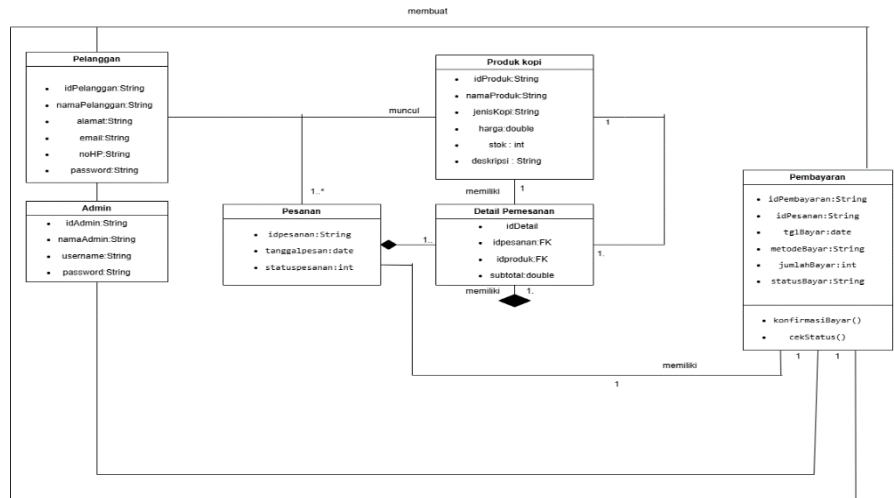 membuat
Pelanggan
idPelanggan:String
namaPelanggan:String
alamat:String
email:String
noHP:String
password:String
Admin
idAdmin:String
namaAdmin:String
username:String
password:String
Produk kopi
idProduk:String
namaProduk:String
jenisKopi:String
harga:double
stok : int
deskripsi : String
muncul
1
1..*
memiliki
1
Pesanan
idpesanan:String
tanggalpesan:date
statuspesanan:int
1..
Detail Pemesanan
idDetail
idpesanan:FK
idproduk:FK
subtotal:double
1.
memiliki
1.
Pembayaran
idPembayaran:String
idPesanan:String
tglBayar:date
metodeBayar:String
jumlahBayar:int
statusBayar:String
konfirmasiBayar()
cekStatus()
1
1
1
memiliki
1